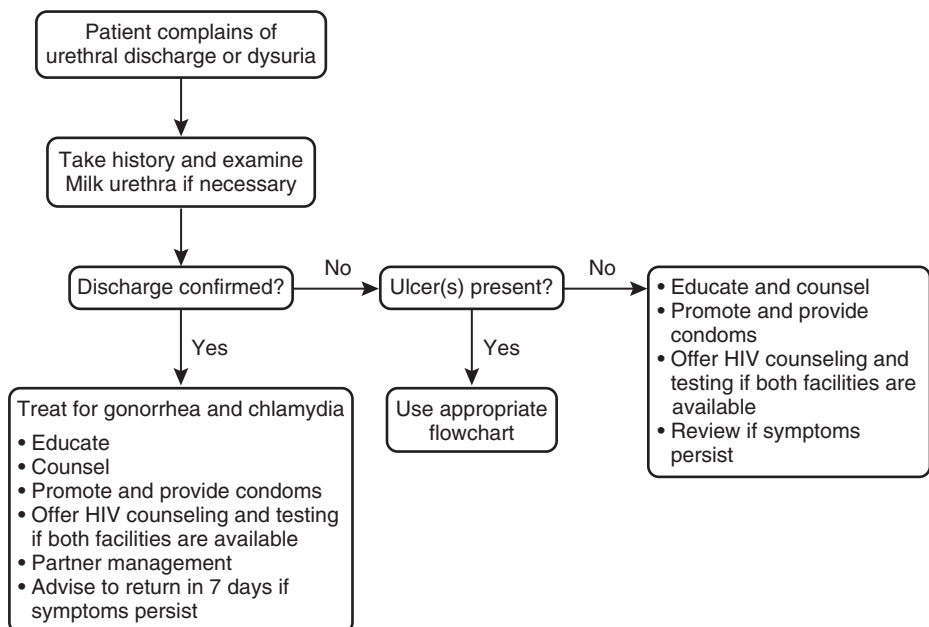 Patient complains of
urethral discharge or dysuria
Take history and examine
Milk urethra if necessary
Discharge confirmed?
No
Ulcer(s) present?
No
• Educate and counsel
• Promote and provide
condoms
• Offer HIV counseling and
testing if both facilities are
available
• Review if symptoms
persist
Yes
Yes
Use appropriate
flowchart
Treat for gonorrhea and chlamydia
• Educate
• Counsel
• Promote and provide condoms
• Offer HIV counseling and testing
if both facilities are available
• Partner management
• Advise to return in 7 days if
symptoms persist